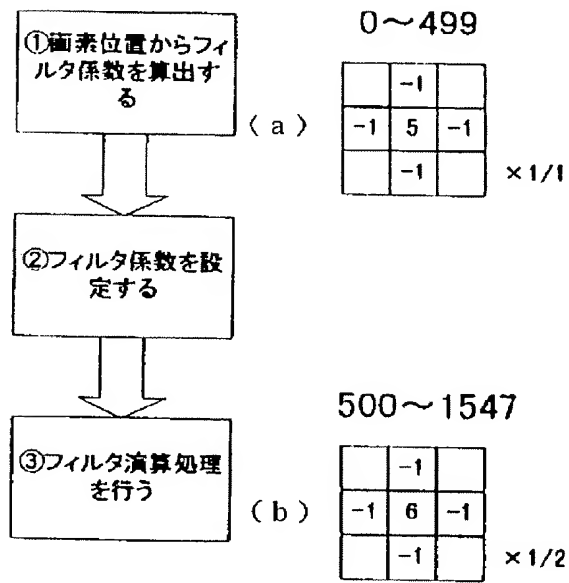 ①画素位置からフィ
ルタ係数を算出す
る
②フィルタ係数を設
定する
③フィルタ演算処理
を行う
(a)
0～499
-1
-1 5 -1
-1
×1/1
(b)
500～1547
-1
-1 6 -1
-1
×1/2